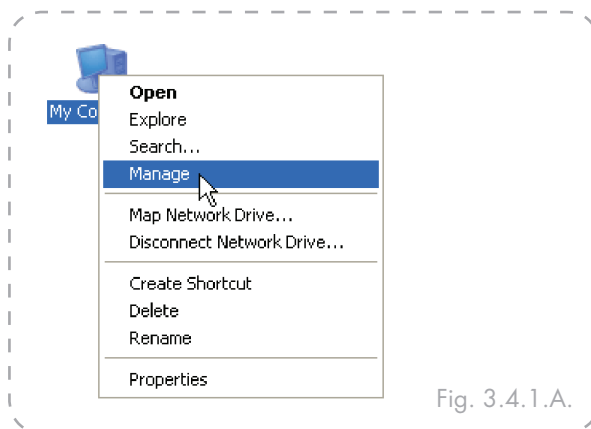 My Co
Open
Explore
Search...
Manage
Map Network Drive...
Disconnect Network Drive...
Create Shortcut
Delete
Rename
Properties
Fig. 3.4.1.A.